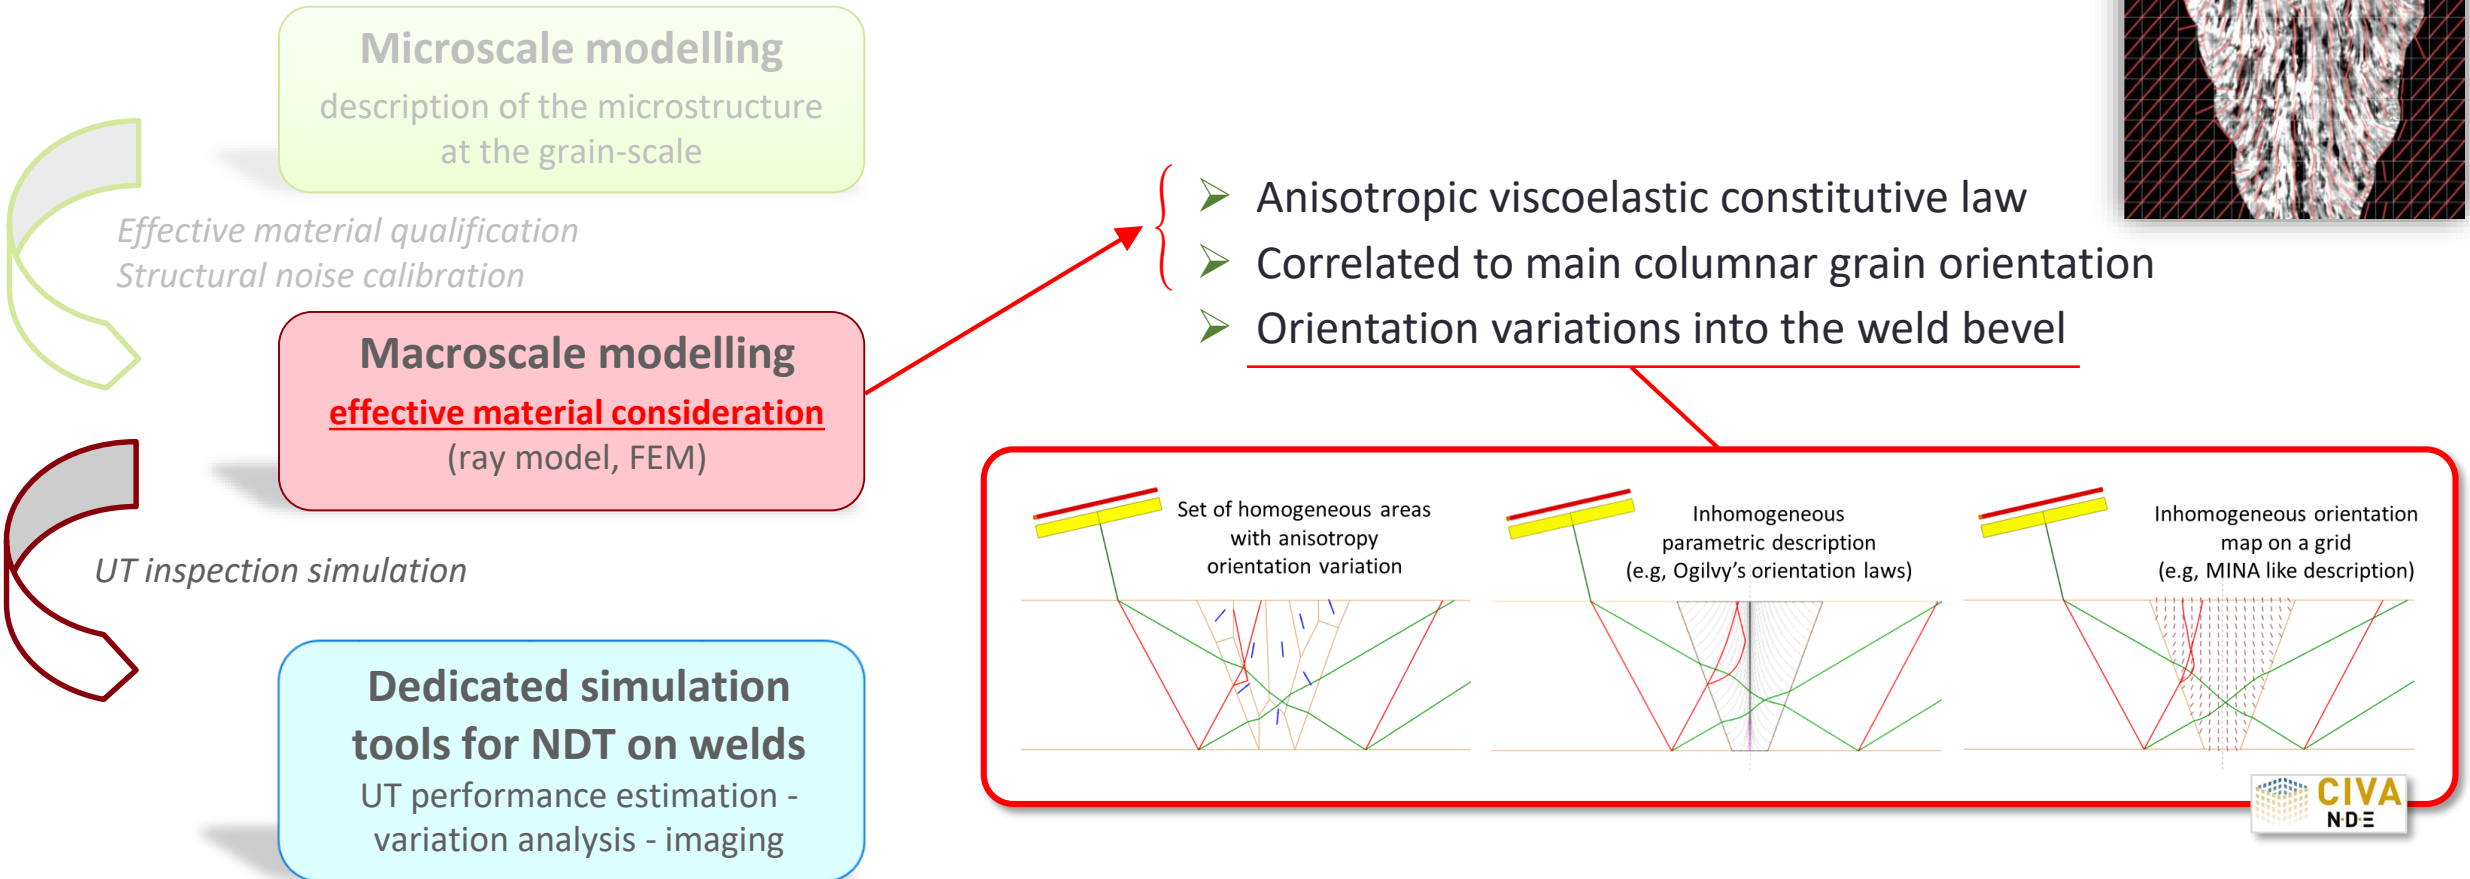 Microscale modelling
description of the microstructure
at the grain-scale
Effective material qualification
Structural noise calibration
Macroscale modelling
effective material consideration
(ray model, FEM)
UT inspection simulation
Dedicated simulation
tools for NDT on welds
UT performance estimation -
variation analysis - imaging
Anisotropic viscoelastic constitutive law
Correlated to main columnar grain orientation
Orientation variations into the weld bevel
Set of homogeneous areas
with anisotropy
orientation variation
Inhomogeneous
parametric description
(e.g, Ogilvy's orientation laws)
Inhomogeneous orientation
map on a grid
(e.g, MINA like description)
CIVA
N·D·E